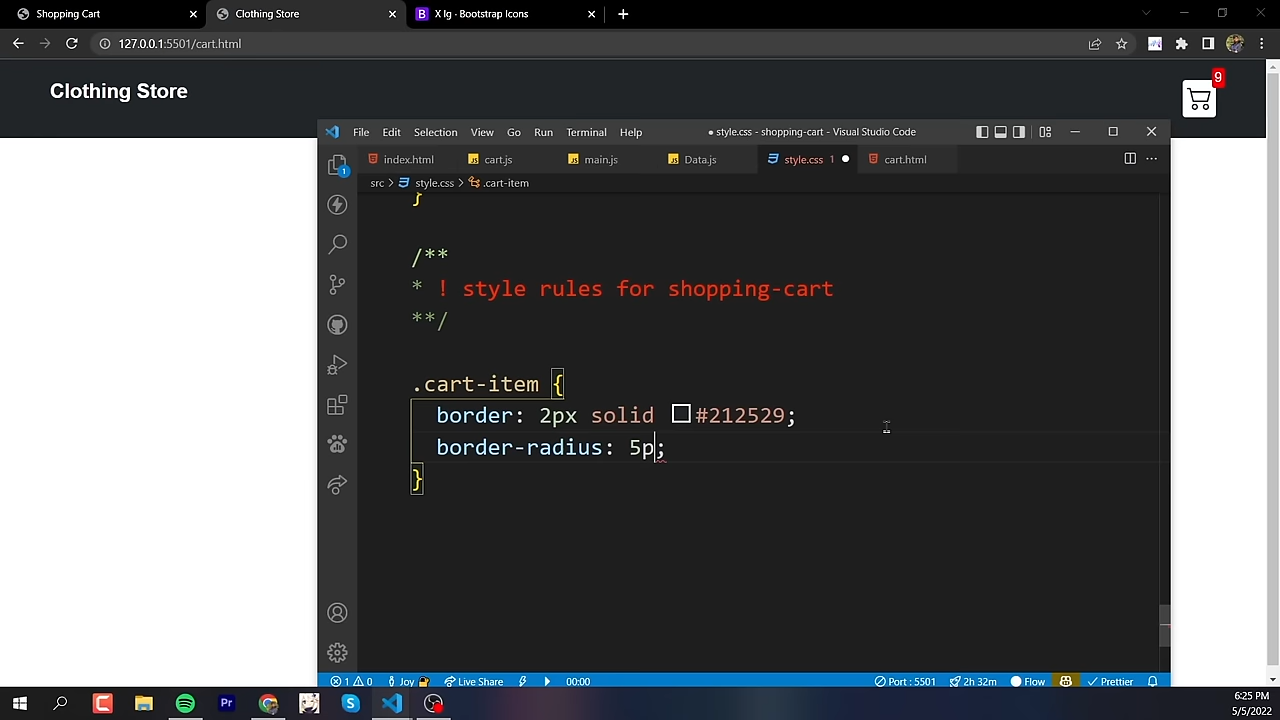 Shopping Cart
Clothing Store
X lg · Bootstrap Icons
127.0.0.1:5501/cart.html
Clothing Store
9
File Edit Selection View Go Run Terminal Help
● style.css - shopping-cart - Visual Studio Code
index.html
cart.js
main.js
Data.js
style.css 1
cart.html
src > style.css > .cart-item
}
/**
* ! style rules for shopping-cart
**/
.cart-item {
border: 2px solid #212529;
border-radius: 5p;
}
1
1 0 Joy Live Share 00:00 Port : 5501 2h 32m Flow Prettier
6:25 PM
5/5/2022